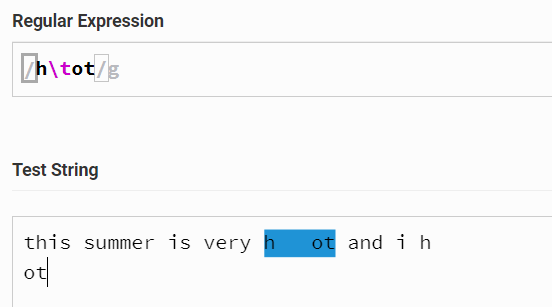 Regular Expression
/h\tot/g
Test String
this summer is very h	ot and i h
ot